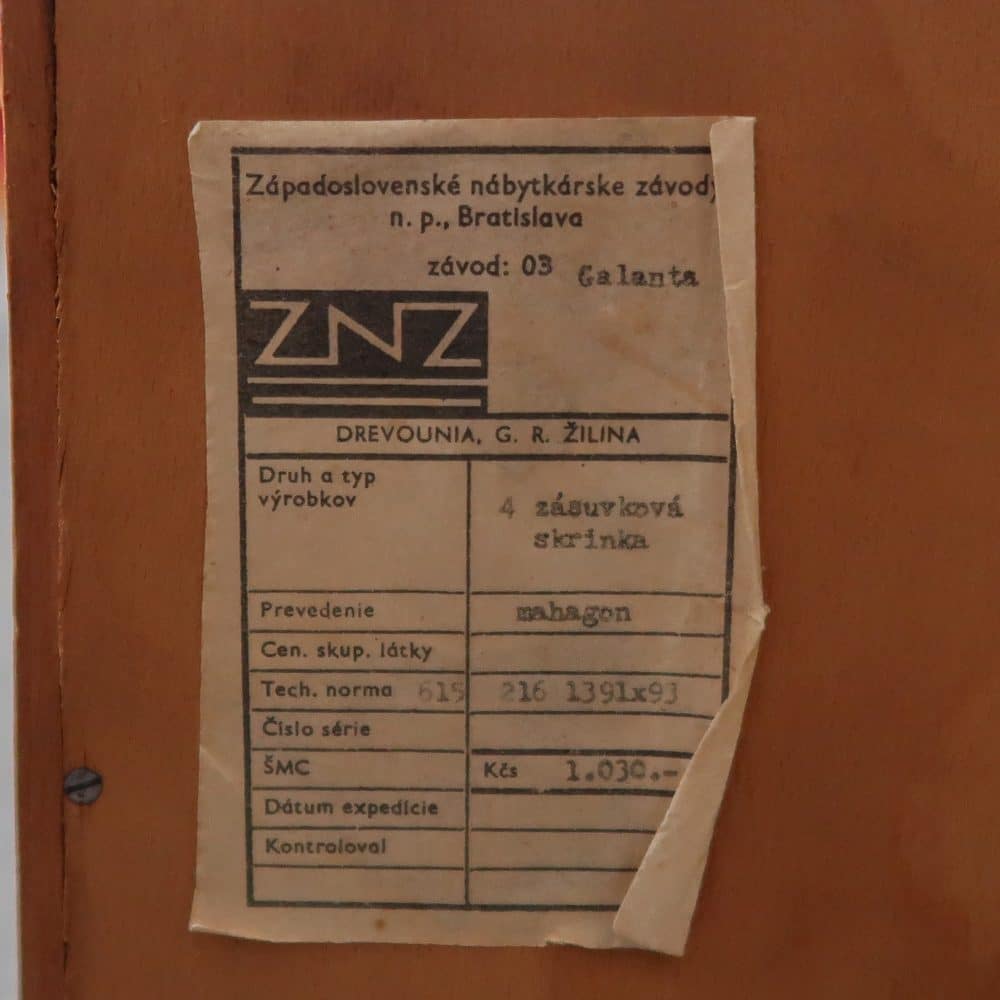 Západoslovenské nábytkárske závody
n. p., Bratislava
závod: 03 Galanta
ZNZ
DREVOUNIA, G. R. ŽILINA
Druh a typ
výrobkov
4 zásuvková
skrinka
Prevedenie mahagon
Cen. skup. látky
Tech. norma 615 216 1391x93
Číslo série
ŠMC Kčs 1.030.-
Dátum expedície
Kontroloval